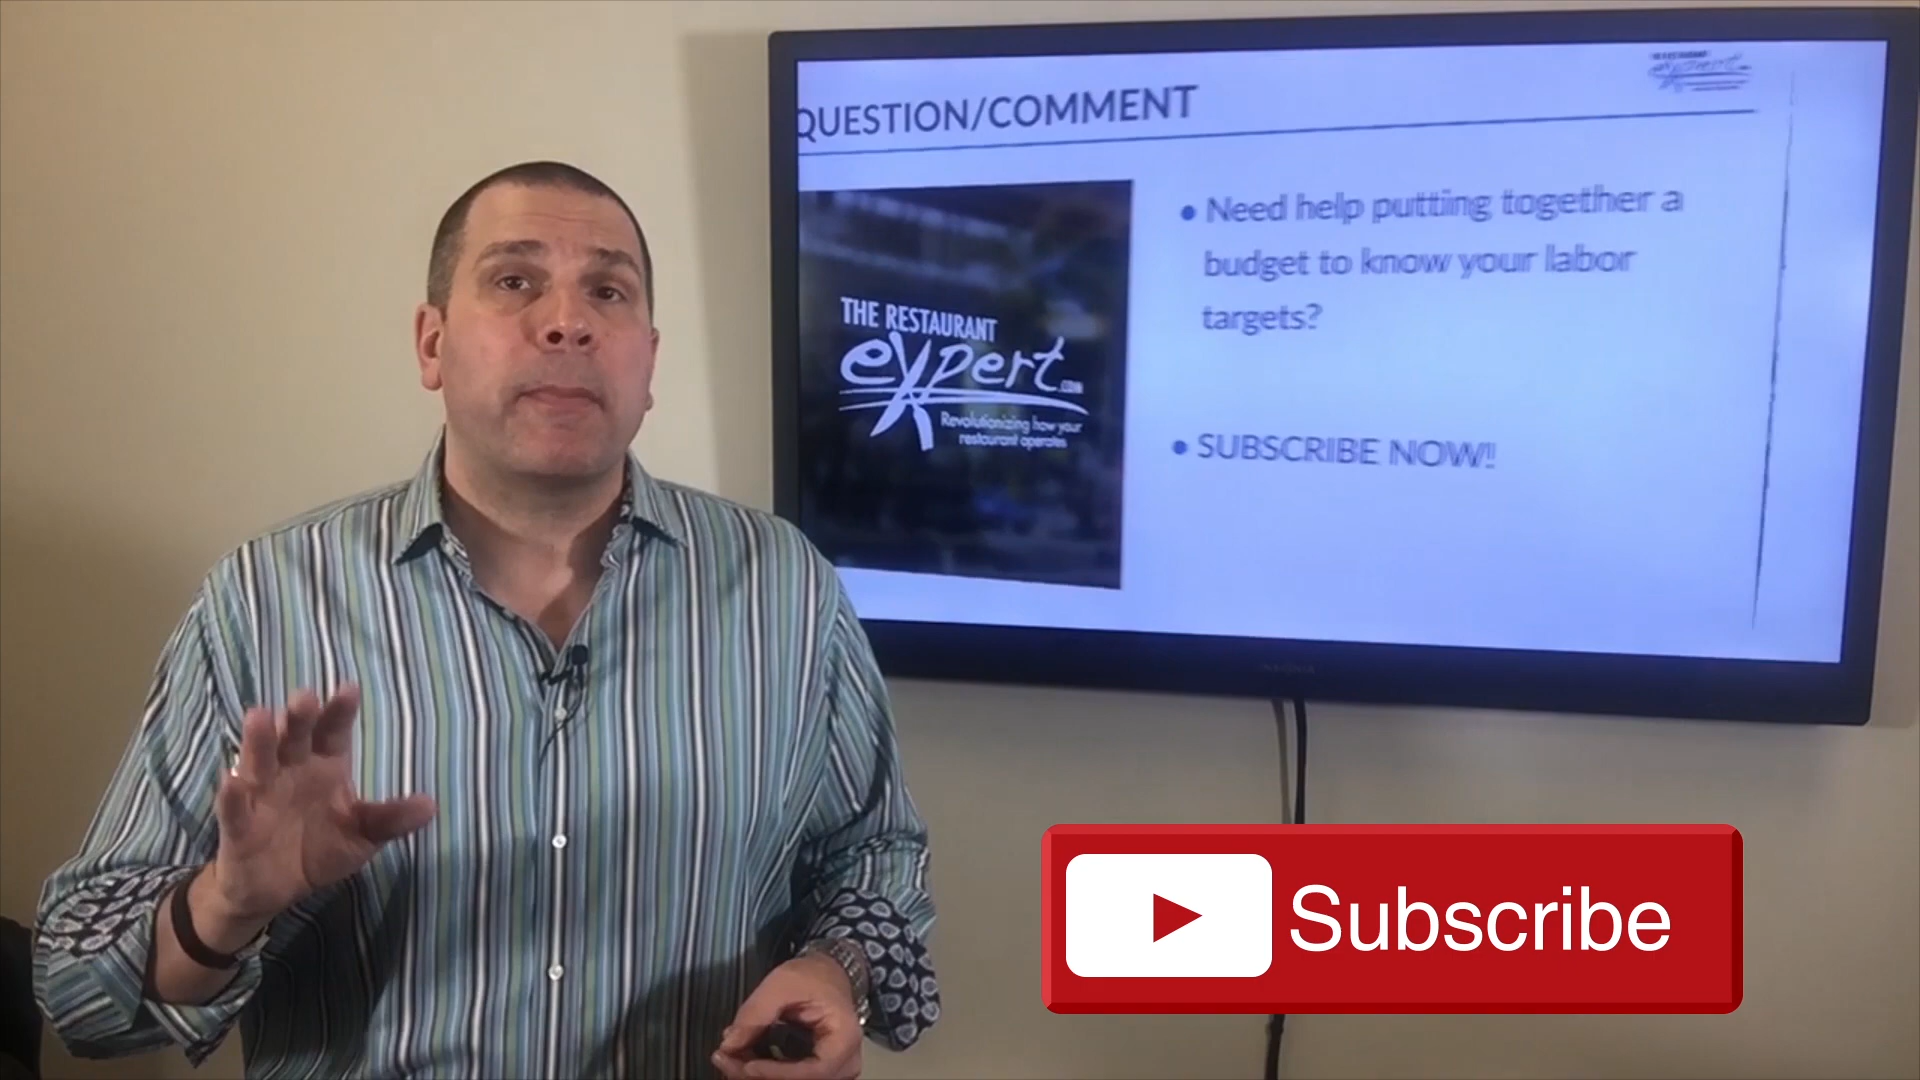 QUESTION/COMMENT
THE RESTAURANT
expert.com
Revolutionizing how your
restaurant operates
• Need help putting together a
budget to know your labor
targets?
• SUBSCRIBE NOW!!
Subscribe